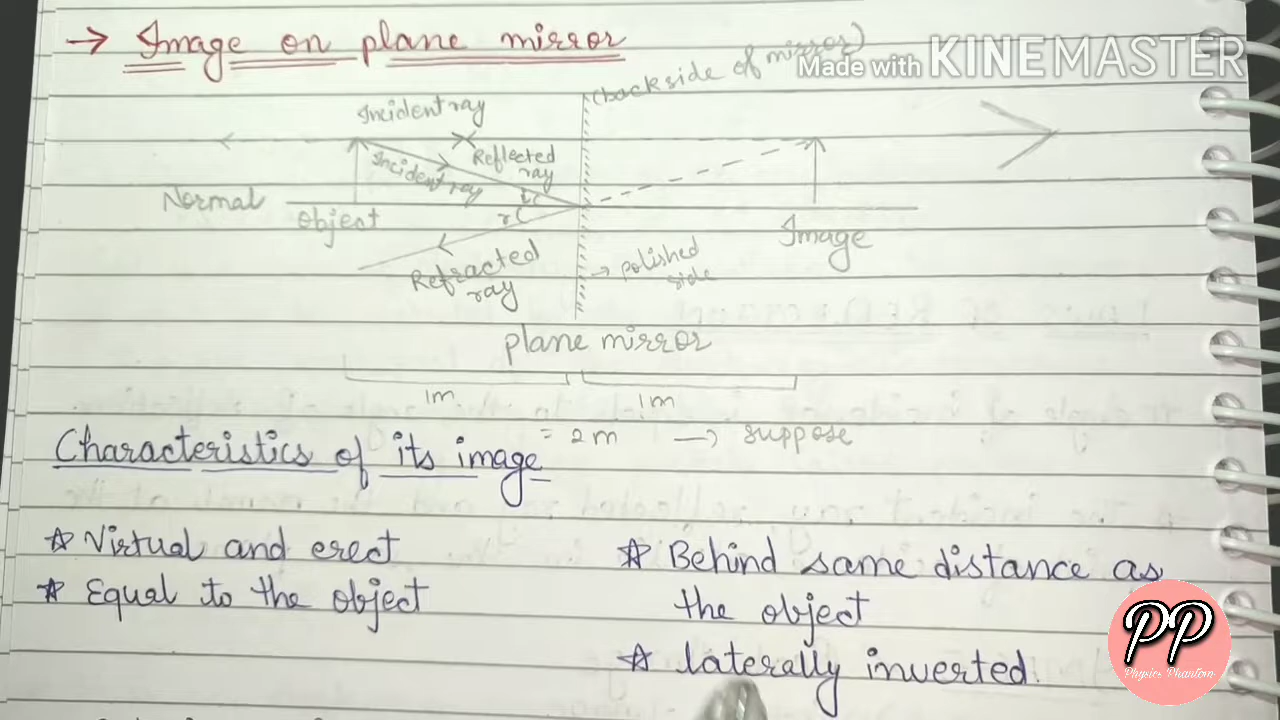 → Image on plane mirror
Made with KINEMASTER
(back side of mirror)
Incident ray
Reflected
ray
Incident ray
Normal
i
r
object
Image
Refracted
ray
→ polished
side
plane mirror
1m
1m
= 2m → suppose
Characteristics of its image
☆ Virtual and erect
☆ Equal to the object
☆ Behind same distance as
the object
☆ laterally inverted.
PP
Physics Phantom